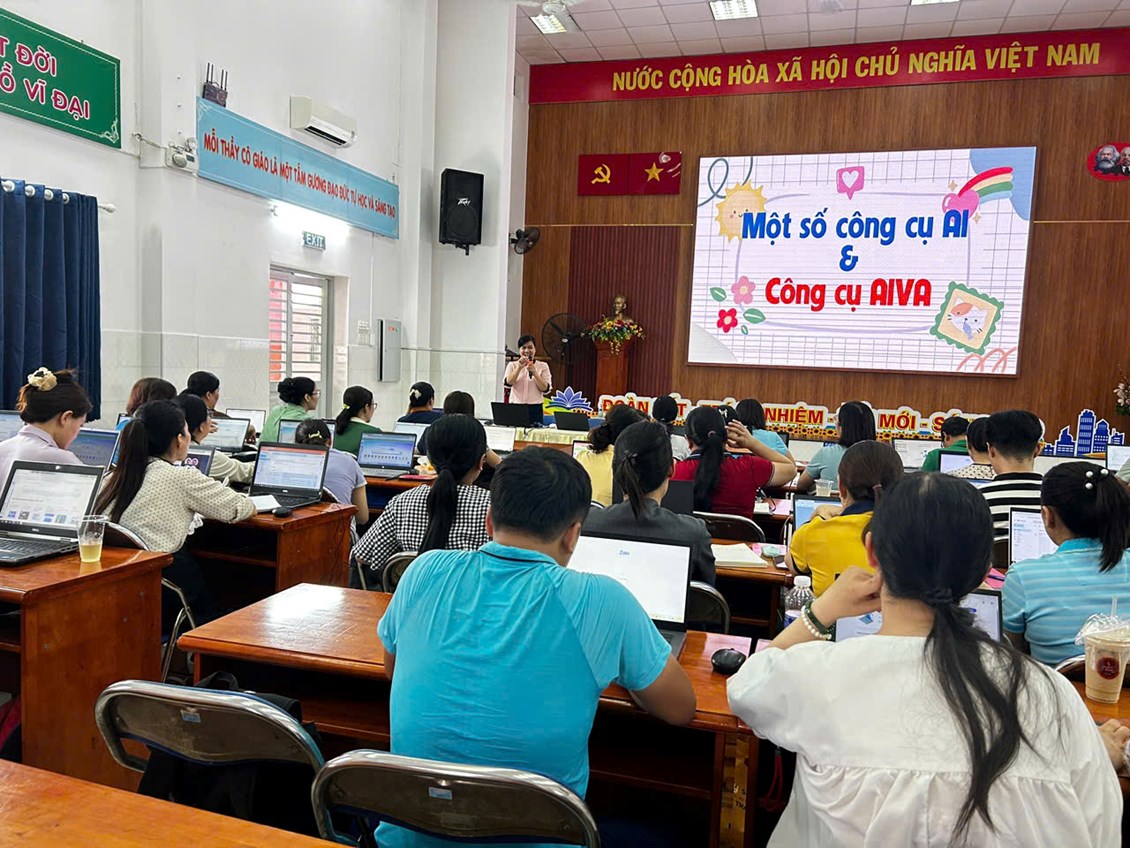 T ĐỜI
Ồ VĨ ĐẠI
MỖI THẦY CÔ GIÁO LÀ MỘT TẤM GƯƠNG ĐẠO ĐỨC TỰ HỌC VÀ SÁNG TẠO
NƯỚC CỘNG HÒA XÃ HỘI CHỦ NGHĨA VIỆT NAM
EXIT
Một số công cụ AI
&
Công cụ AIVA
ĐOÀN
NHIỆM
MỚI - S